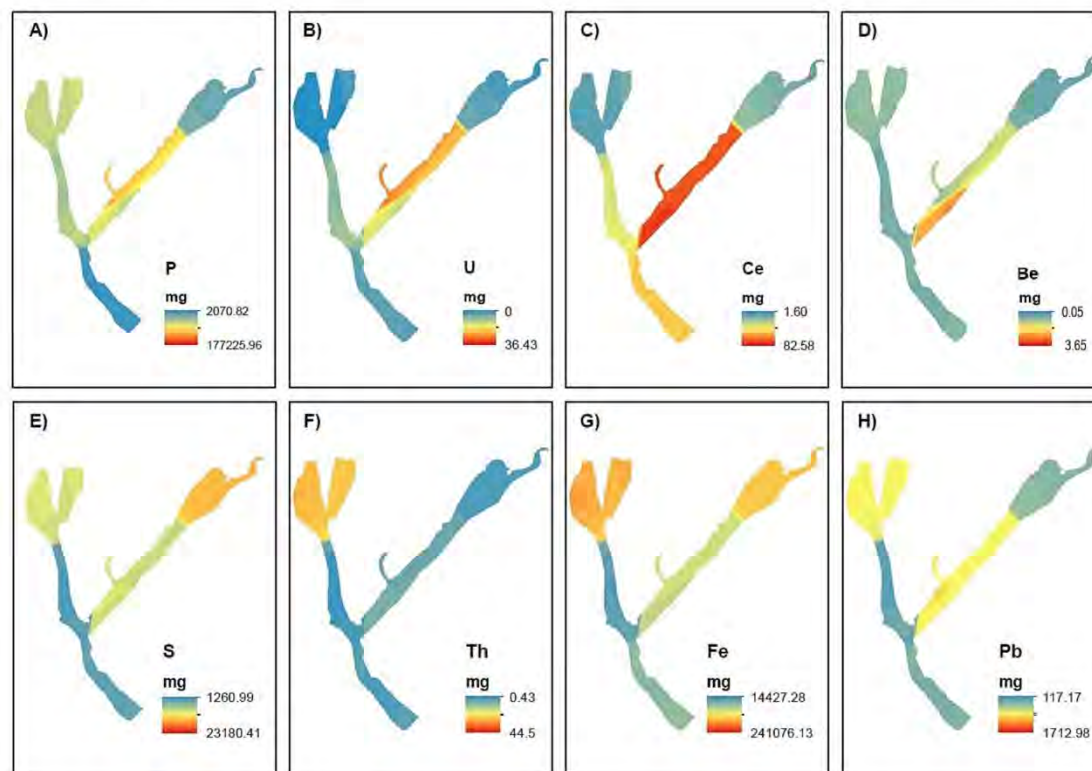 A)
P
mg
2070.82
177225.96
B)
U
mg
0
36.43
C)
Ce
mg
1.60
82.58
D)
Be
mg
0.05
3.65
E)
S
mg
1260.99
23180.41
F)
Th
mg
0.43
44.5
G)
Fe
mg
14427.28
241076.13
H)
Pb
mg
117.17
1712.98